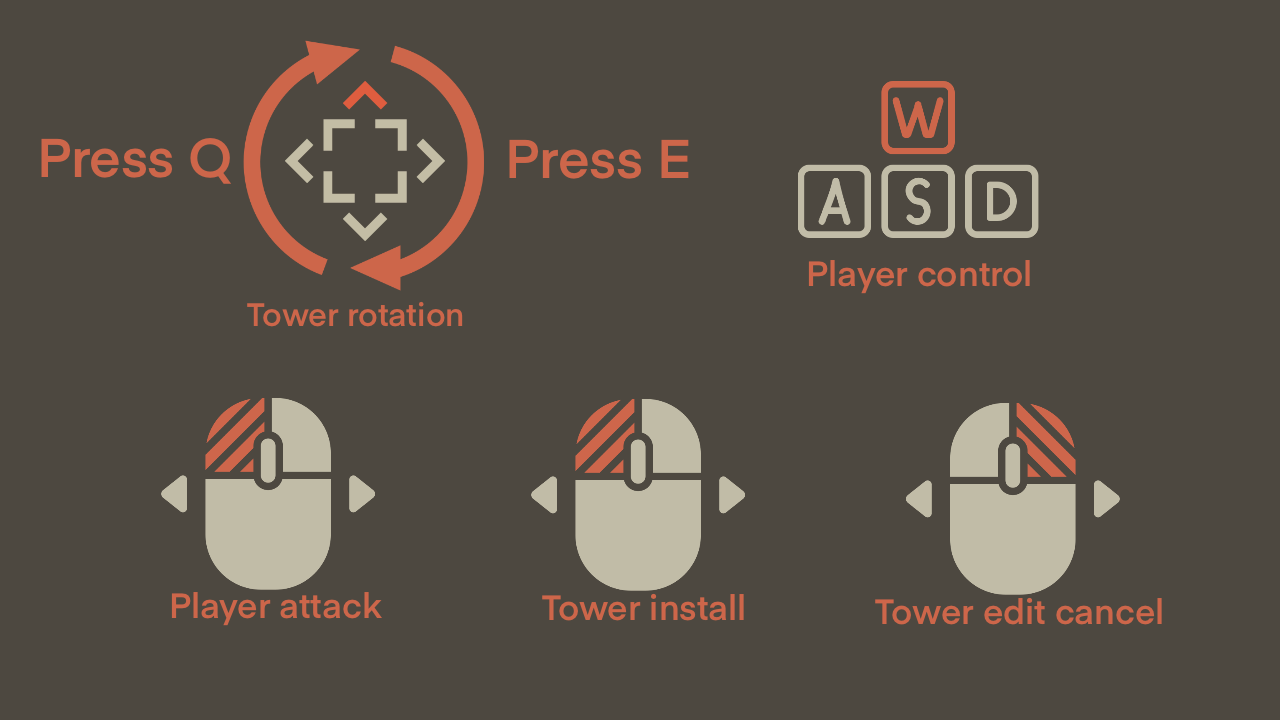 Press Q
Press E
Tower rotation
W
A S D
Player control
Player attack
Tower install
Tower edit cancel